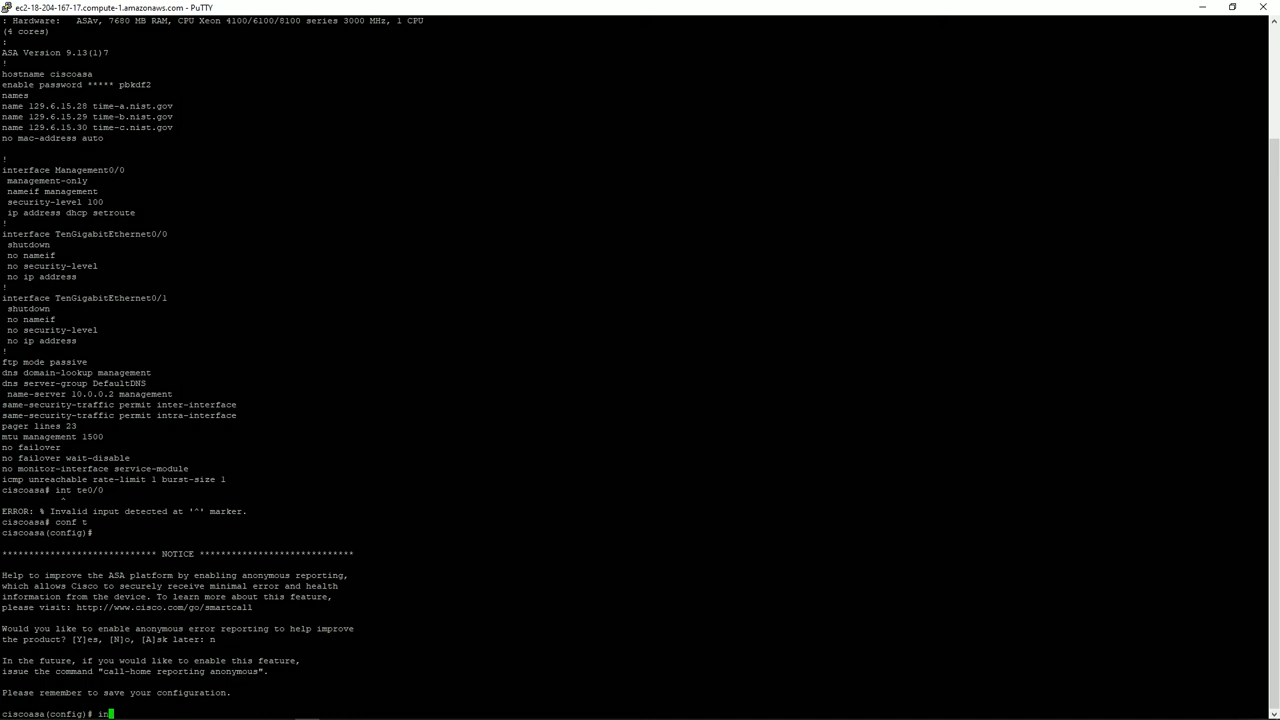 ec2-18-204-167-17.compute-1.amazonaws.com - PuTTY
: Hardware:   ASAv, 7680 MB RAM, CPU Xeon 4100/6100/8100 series 3000 MHz, 1 CPU
(4 cores)
:
ASA Version 9.13(1)7
!
hostname ciscoasa
enable password ***** pbkdf2
names
name 129.6.15.28 time-a.nist.gov
name 129.6.15.29 time-b.nist.gov
name 129.6.15.30 time-c.nist.gov
no mac-address auto
!
interface Management0/0
 management-only
 nameif management
 security-level 100
 ip address dhcp setroute
!
interface TenGigabitEthernet0/0
 shutdown
 no nameif
 no security-level
 no ip address
!
interface TenGigabitEthernet0/1
 shutdown
 no nameif
 no security-level
 no ip address
!
ftp mode passive
dns domain-lookup management
dns server-group DefaultDNS
 name-server 10.0.0.2 management
same-security-traffic permit inter-interface
same-security-traffic permit intra-interface
pager lines 23
mtu management 1500
no failover
no failover wait-disable
no monitor-interface service-module
icmp unreachable rate-limit 1 burst-size 1
ciscoasa# int te0/0
^
ERROR: % Invalid input detected at '^' marker.
ciscoasa# conf t
ciscoasa(config)#
***************************** NOTICE *****************************
Help to improve the ASA platform by enabling anonymous reporting,
which allows Cisco to securely receive minimal error and health
information from the device. To learn more about this feature,
please visit: http://www.cisco.com/go/smartcall
Would you like to enable anonymous error reporting to help improve
the product? [Y]es, [N]o, [A]sk later: n
In the future, if you would like to enable this feature,
issue the command "call-home reporting anonymous".
Please remember to save your configuration.
ciscoasa(config)# in